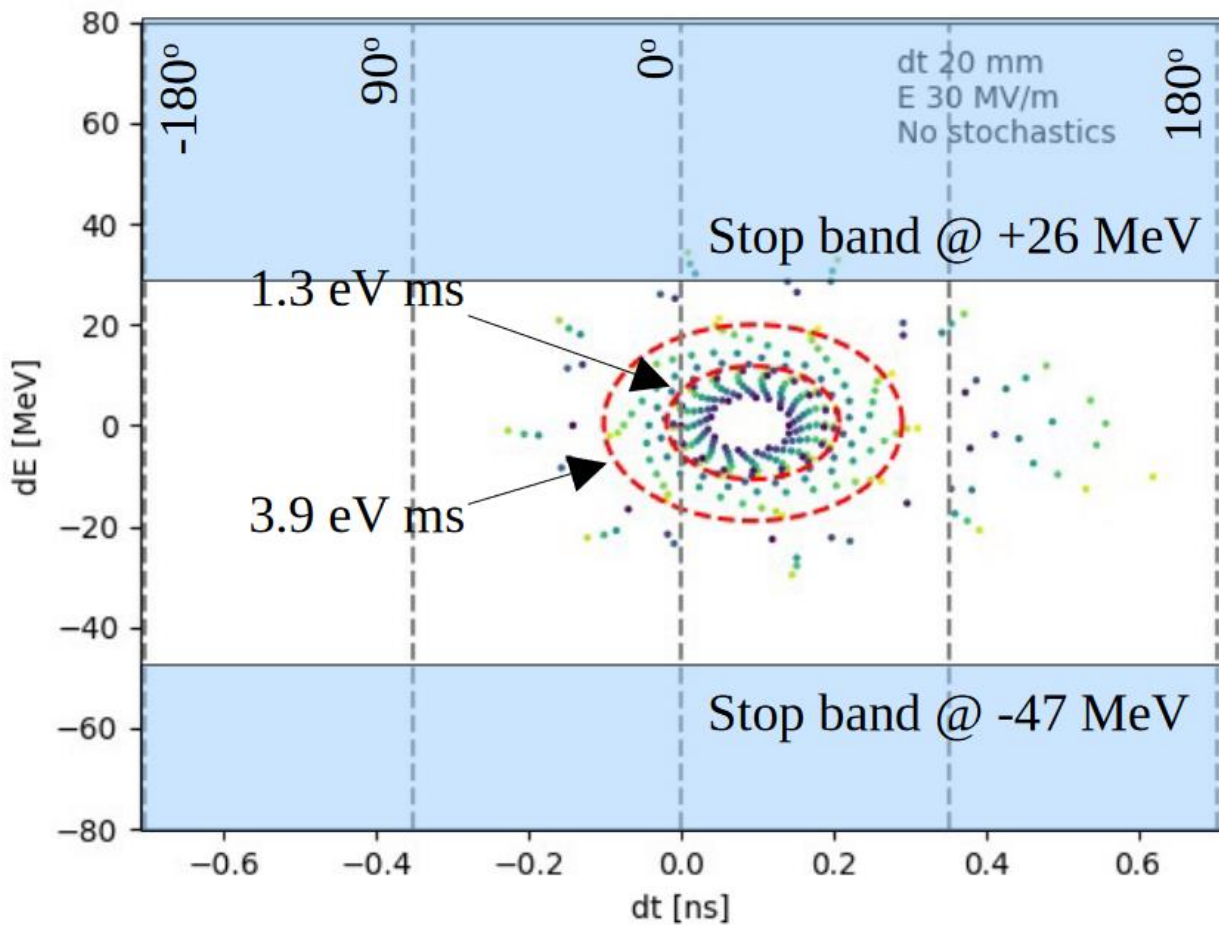 80
60
40
20
0
−20
−40
−60
−80
dE [MeV]
-180º
90º
0º
180º
dt 20 mm
E 30 MV/m
No stochastics
Stop band @ +26 MeV
1.3 eV ms
3.9 eV ms
Stop band @ -47 MeV
−0.6
−0.4
−0.2
0.0
0.2
0.4
0.6
dt [ns]